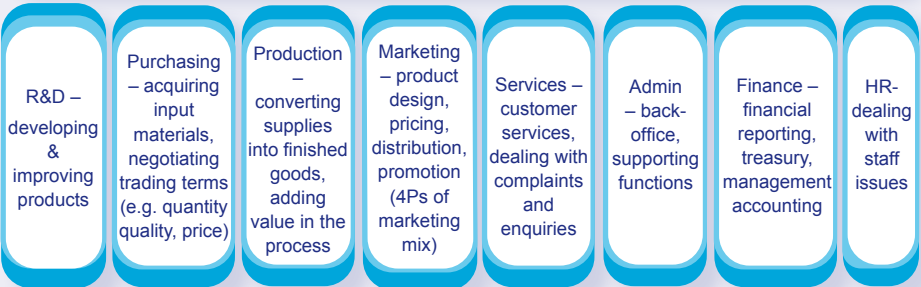 R&D –
developing
&
improving
products
Purchasing
– acquiring
input
materials,
negotiating
trading terms
(e.g. quantity
quality, price)
Production
–
converting
supplies
into finished
goods,
adding
value in the
process
Marketing
– product
design,
pricing,
distribution,
promotion
(4Ps of
marketing
mix)
Services –
customer
services,
dealing with
complaints
and
enquiries
Admin
– back-
office,
supporting
functions
Finance –
financial
reporting,
treasury,
management
accounting
HR-
dealing
with
staff
issues